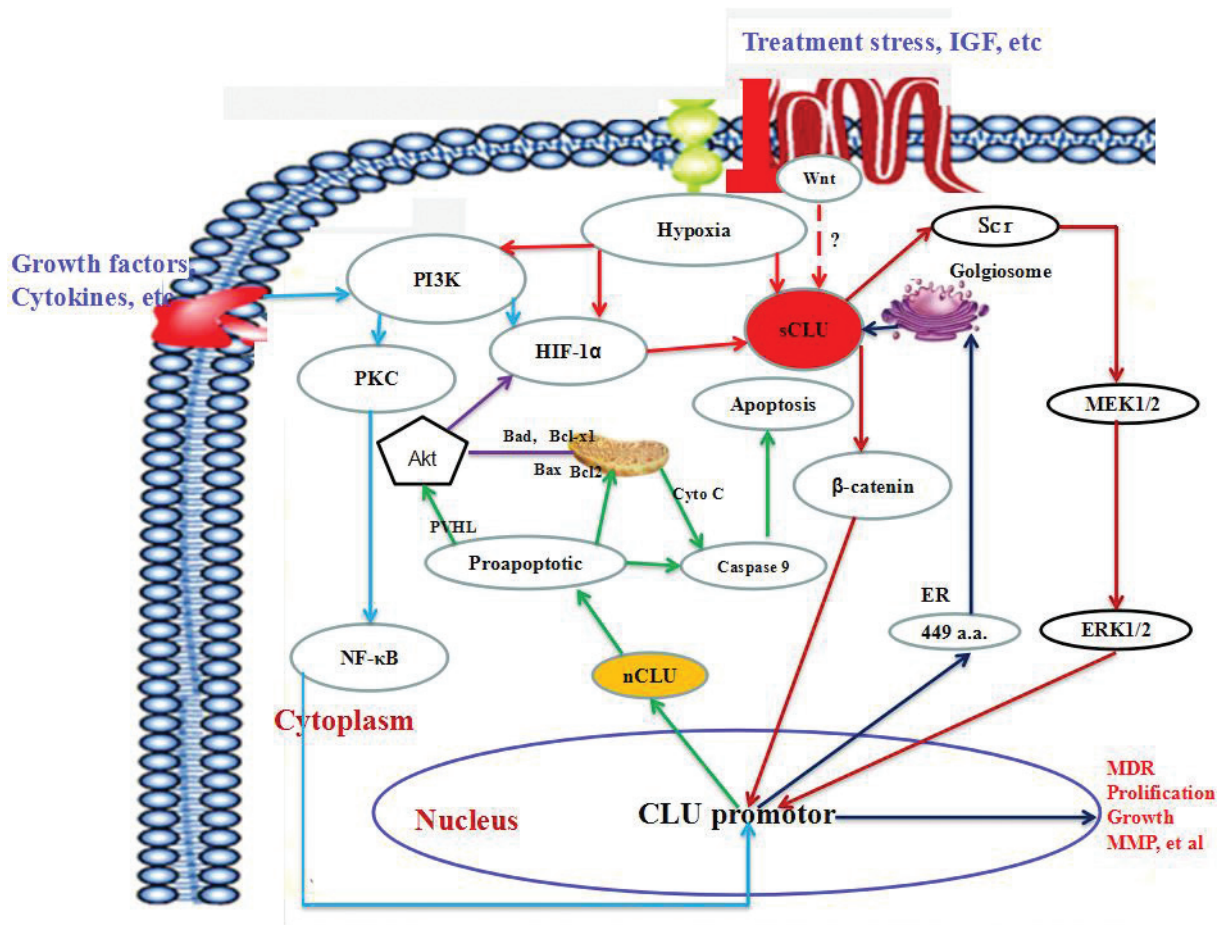 Treatment stress, IGF, etc
Wnt
Hypoxia
?
Scr
Golgiosome
Growth factors,
Cytokines, etc
PI3K
HIF-1α
sCLU
PKC
Apoptosis
MEK1/2
Akt
Bad, Bcl-x1
Bax Bcl2
Cyto C
β-catenin
PVHL
Proapoptotic
Caspase 9
ER
449 a.a.
ERK1/2
NF-κB
nCLU
Cytoplasm
Nucleus
CLU promotor
MDR
Prolification
Growth
MMP, et al